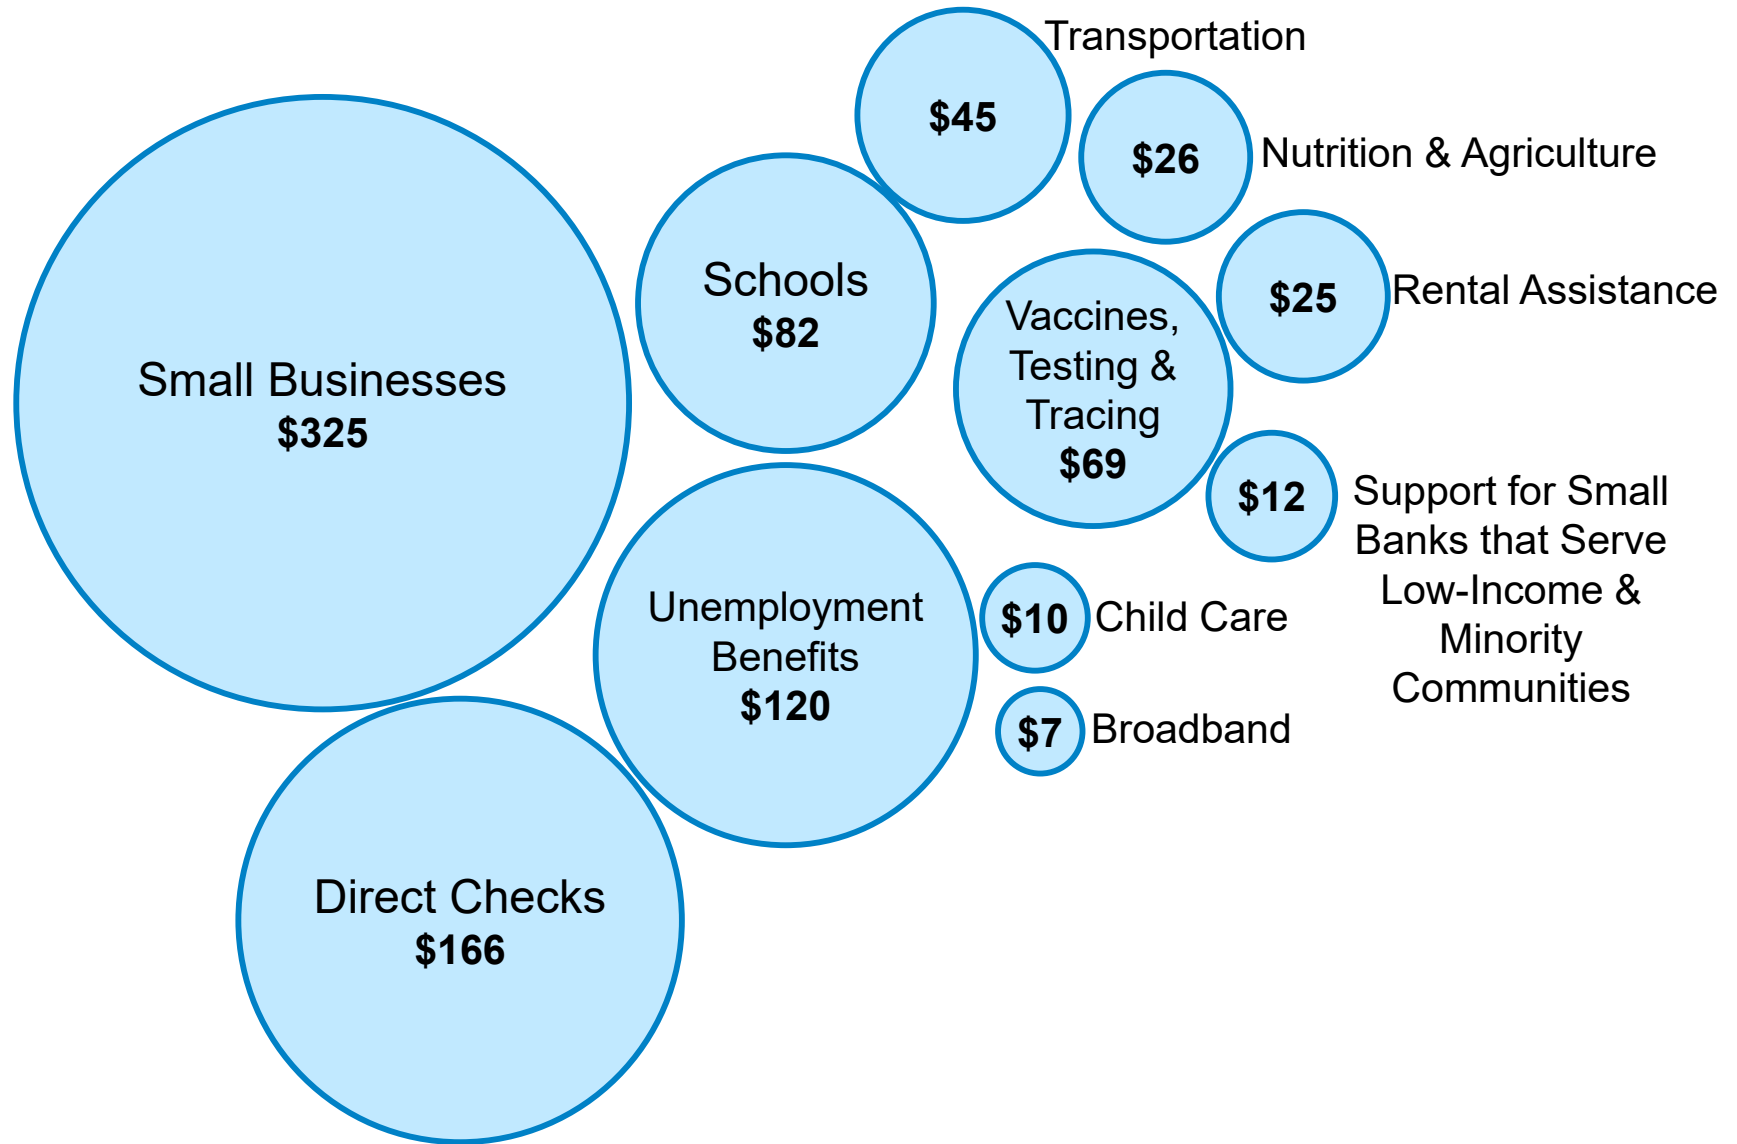 Transportation
$45
$26
Nutrition & Agriculture
Schools
$82
$25
Rental Assistance
Vaccines,
Testing &
Tracing
$69
Small Businesses
$325
$12
Support for Small
Banks that Serve
Low-Income &
Minority
Communities
Unemployment
Benefits
$120
$10
Child Care
$7
Broadband
Direct Checks
$166